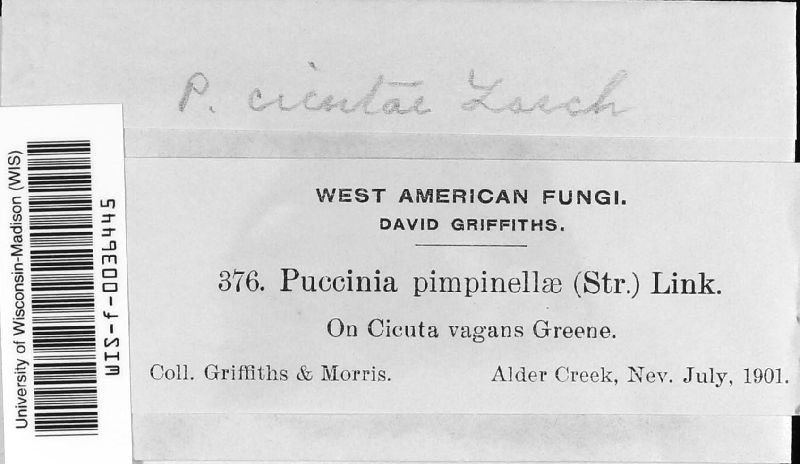 P. cicutae Lasch
WEST AMERICAN FUNGI.
DAVID GRIFFITHS.
376. Puccinia pimpinellæ (Str.) Link.
On Cicuta vagans Greene.
Coll. Griffiths & Morris. Alder Creek, Nev. July, 1901.
University of Wisconsin-Madison (WIS)
WIS-f-0036445